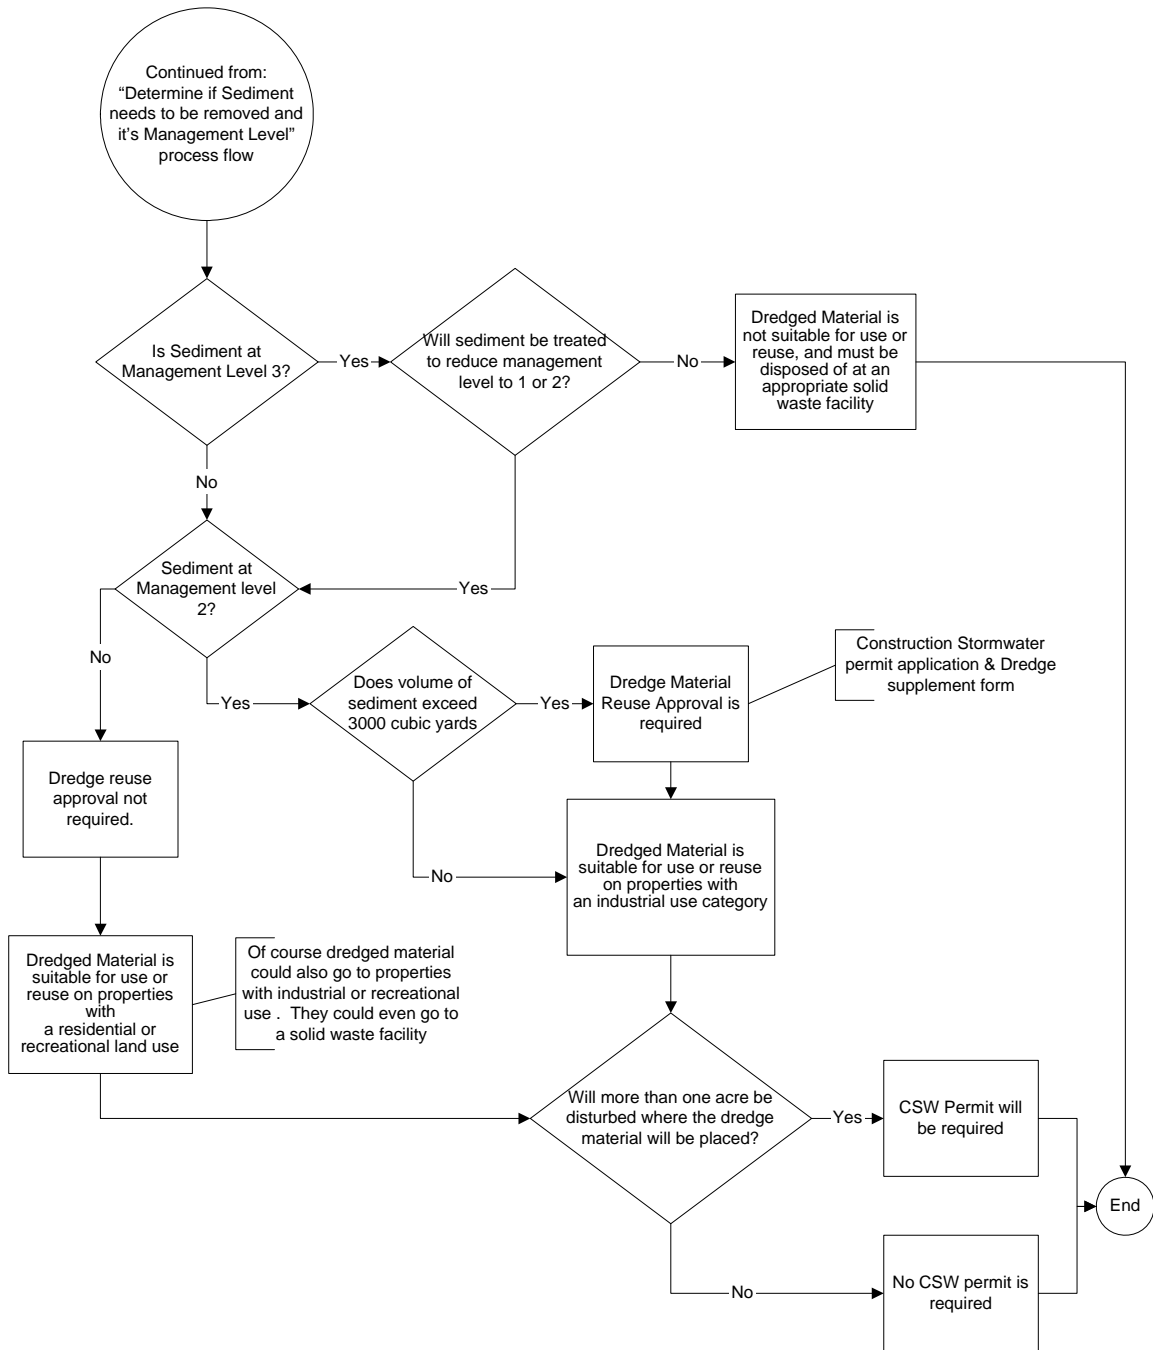 Continued from:
“Determine if Sediment
needs to be removed and
it’s Management Level”
process flow
Is Sediment at
Management Level 3?
Yes
Will sediment be treated
to reduce management
level to 1 or 2?
No
Dredged Material is
not suitable for use or
reuse, and must be
disposed of at an
appropriate solid
waste facility
No
Sediment at
Management level
2?
Yes
No
Yes
Does volume of
sediment exceed
3000 cubic yards
Yes
Dredge Material
Reuse Approval is
required
Construction Stormwater
permit application & Dredge
supplement form
Dredge reuse
approval not
required.
No
Dredged Material is
suitable for use or reuse
on properties with
an industrial use category
Dredged Material is
suitable for use or
reuse on properties
with
a residential or
recreational land use
Of course dredged material
could also go to properties
with industrial or recreational
use .  They could even go to
a solid waste facility
Will more than one acre be
disturbed where the dredge
material will be placed?
Yes
CSW Permit will
be required
End
No
No CSW permit is
required